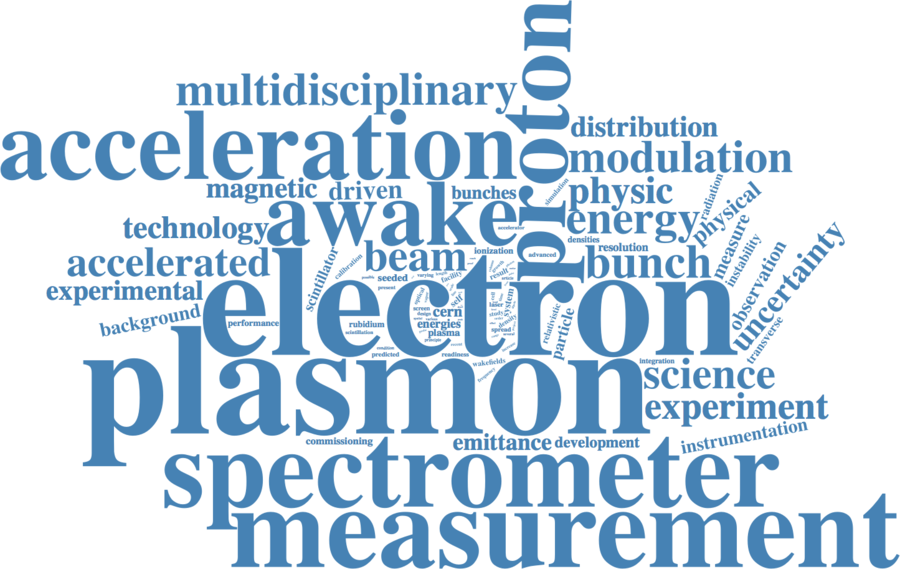 proton
multidisciplinary
acceleration
distribution
modulation
magnetic
driven
bunches
simulation
physic
radiation
physical
technology
awake
accelerator
energy
densities
resolution
measure
instability
observation
uncertainty
transverse
accelerated
scintillator
calibration
beam
ionization
advanced
bunch
experimental
seeded
varying
facility
result
present
background
performance
electron
rubidium
scintillation
screen
design
cern
energies
plasma
self
laser
study
density
system
spread
relativistic
particle
predicted
readiness
wakefields
frequency
integration
plasmon
science
experiment
commissioning
emittance
development
instrumentation
spectrometer
measurement